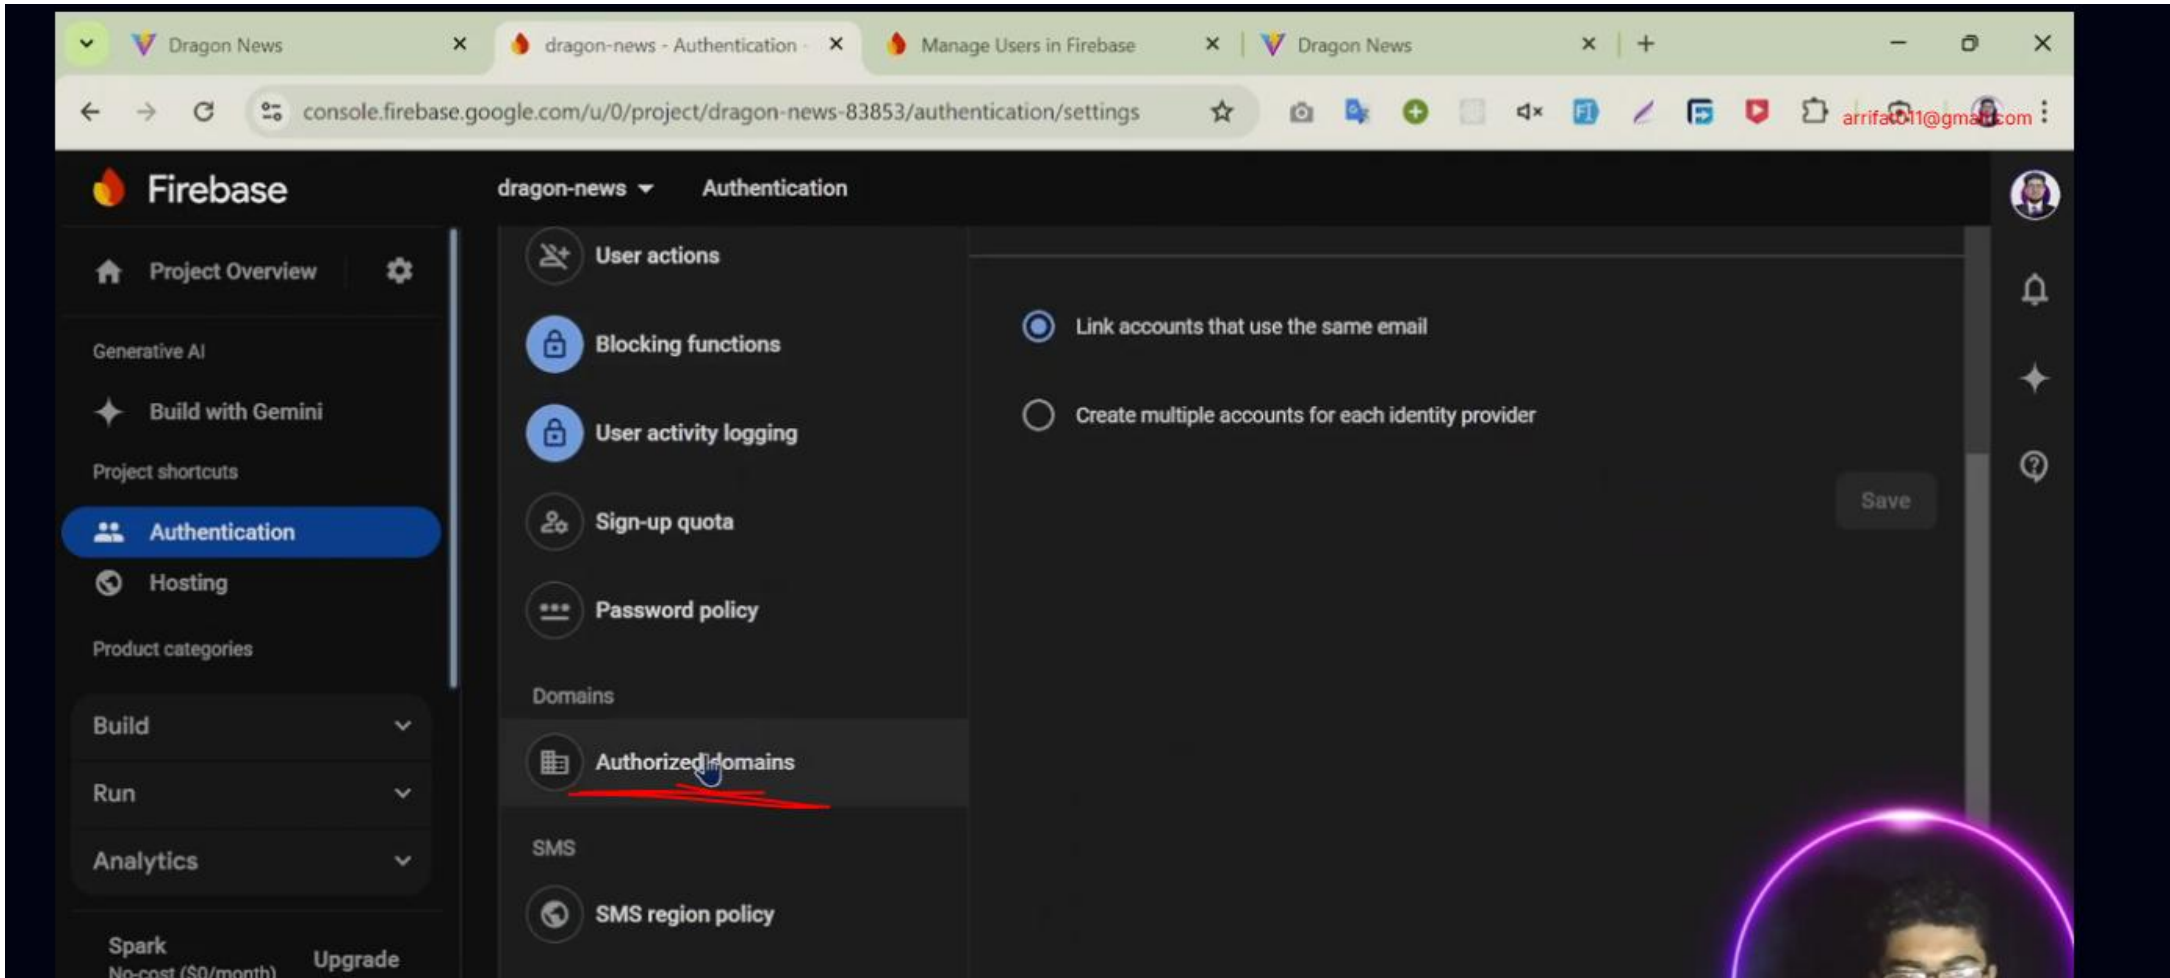 Dragon News
dragon-news - Authentication -
Manage Users in Firebase
Dragon News
console.firebase.google.com/u/0/project/dragon-news-83853/authentication/settings
Firebase
dragon-news
Authentication
Project Overview
Generative AI
Build with Gemini
Project shortcuts
Authentication
Hosting
Product categories
Build
Run
Analytics
Spark
No-cost ($0/month)
Upgrade
User actions
Blocking functions
User activity logging
Sign-up quota
Password policy
Domains
Authorized domains
SMS
SMS region policy
Link accounts that use the same email
Create multiple accounts for each identity provider
Save